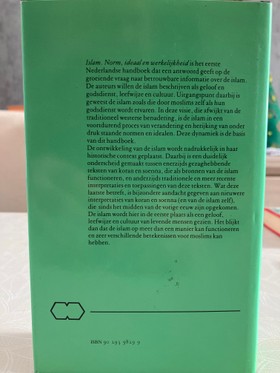 Islam. Norm, ideaal en werkelijkheid is het eerste
Nederlandse handboek dat een antwoord geeft op de
groeiende vraag naar betrouwbare informatie over de islam.
De auteurs willen de islam beschrijven als geloof en
godsdienst, leefwijze en cultuur. Uitgangspunt daarbij is
geweest de islam zoals die door moslims zelf als hun
godsdienst wordt ervaren. In deze visie, die afwijkt van de
traditioneel westerse benadering, is de islam in een
voortdurend proces van verandering en herijking van onder
druk staande normen en idealen. Deze dynamiek is de basis
van dit handboek.
De ontwikkeling van de islam wordt nadrukkelijk in haar
historische context geplaatst. Daarbij is een duidelijk
onderscheid gemaakt tussen enerzijds gezaghebbende
teksten van koran en soenna, die als bronnen van de islam
functioneren, en anderzijds traditionele en meer recente
interpretaties en toepassingen van deze teksten. Wat deze
laatste betreft, is bijzondere aandacht gegeven aan nieuwere
interpretaties van koran en soenna (en van de islam zelf),
die sinds het midden van de vorige eeuw zijn opgekomen.
De islam wordt hier in de eerste plaats als een geloof,
leefwijze en cultuur van levende mensen gezien. Het blijkt
dan dat de islam op meer dan een manier kan functioneren
en zeer verschillende betekenissen voor moslims kan
hebben.
ISBN 90 293 9823 9